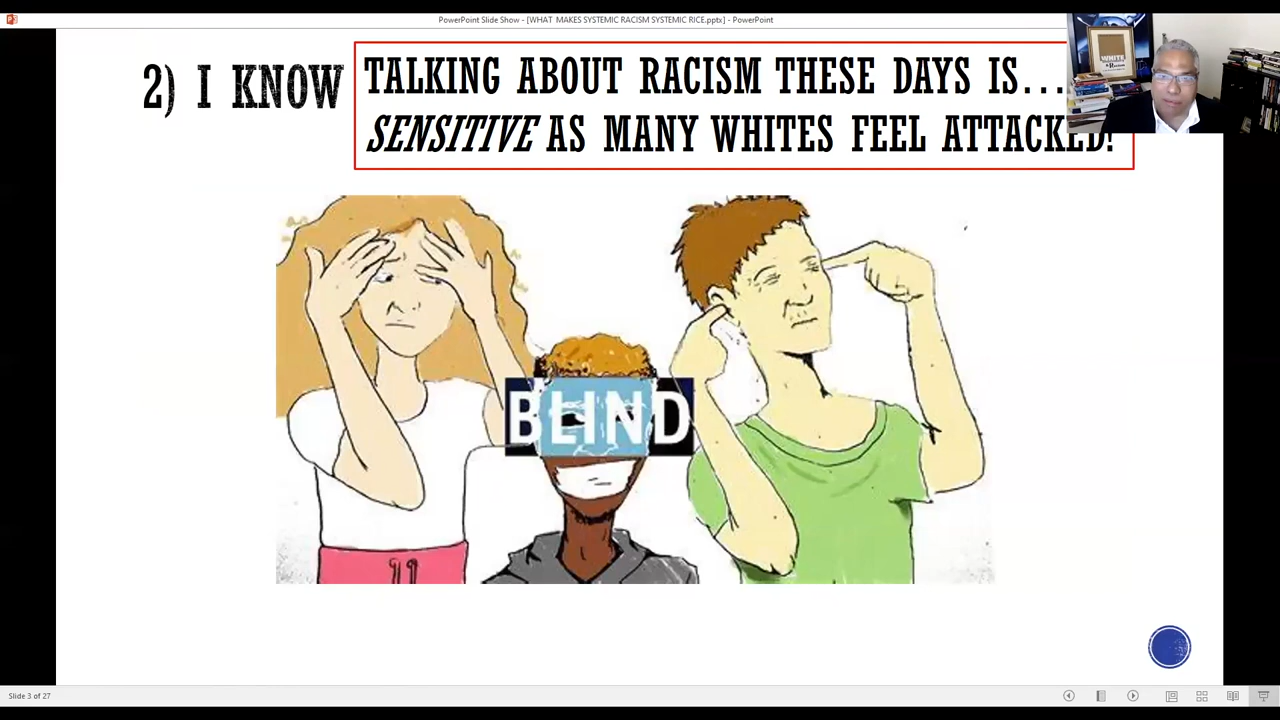 PowerPoint Slide Show - [WHAT MAKES SYSTEMIC RACISM SYSTEMIC RICE.pptx] - PowerPoint
2) I KNOW TALKING ABOUT RACISM THESE DAYS IS...
SENSITIVE AS MANY WHITES FEEL ATTACKED!
WHITE
BLIND
Slide 3 of 27